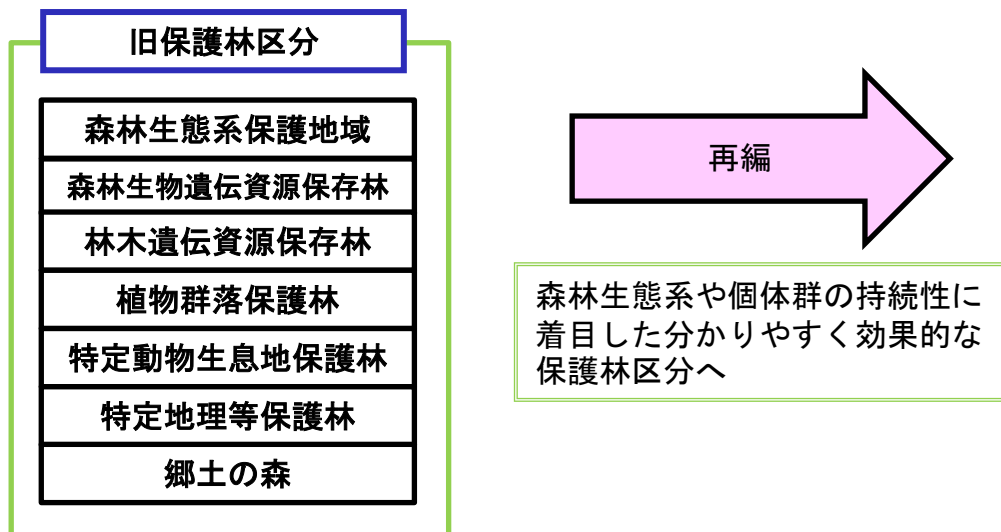 旧保護林区分
森林生態系保護地域
森林生物遺伝資源保存林
林木遺伝資源保存林
植物群落保護林
特定動物生息地保護林
特定地理等保護林
郷土の森
再編
森林生態系や個体群の持続性に
着目した分かりやすく効果的な
保護林区分へ